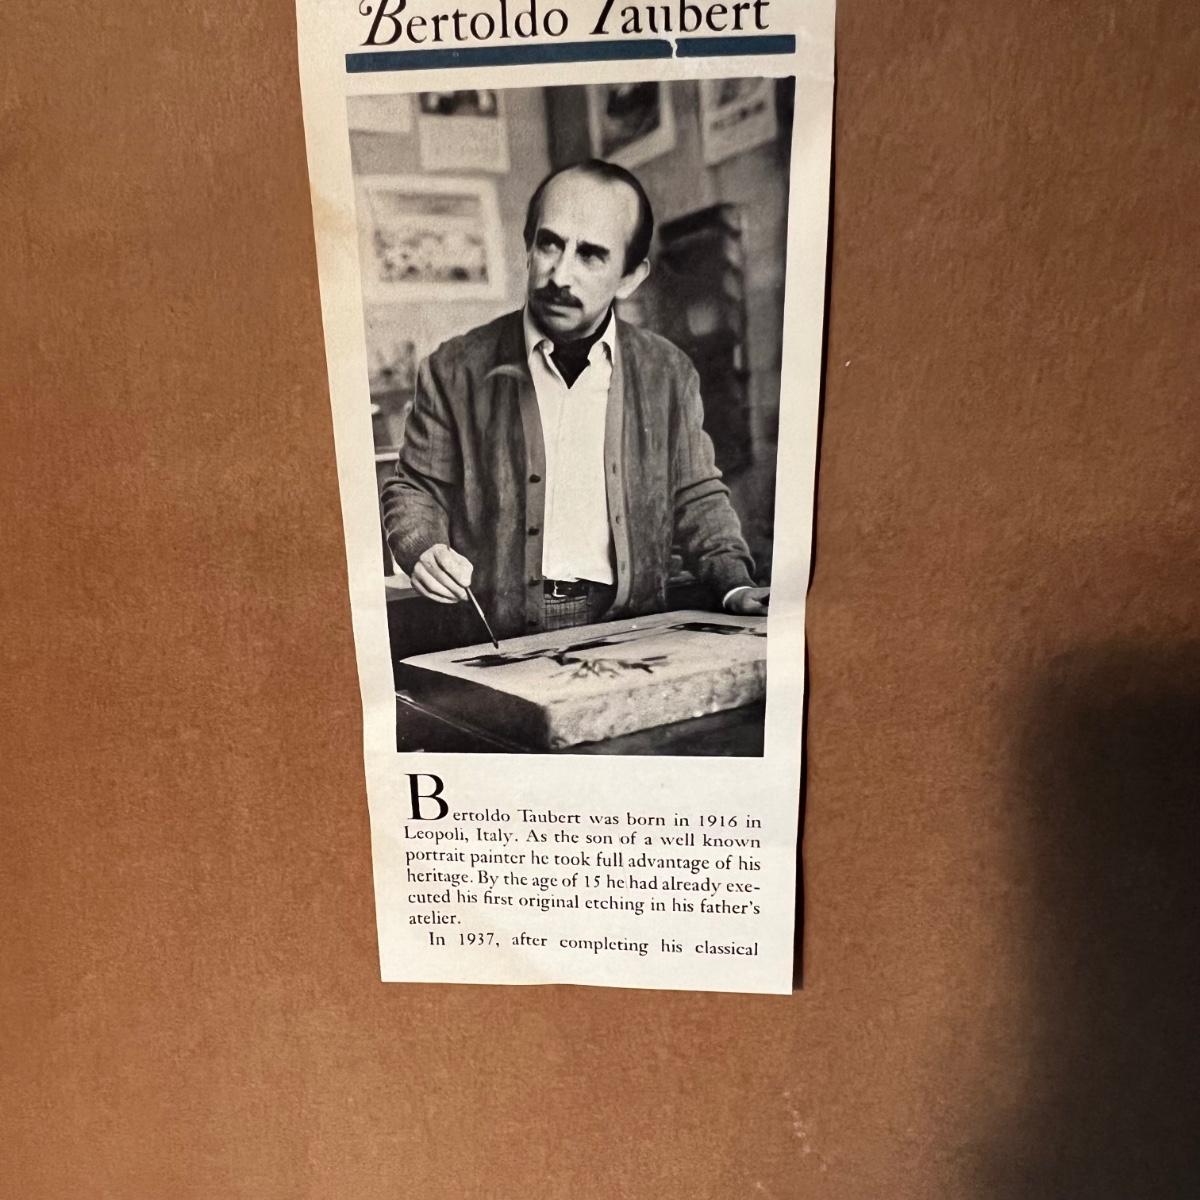 Bertoldo Taubert
Bertoldo Taubert was born in 1916 in
Leopoli, Italy. As the son of a well known
portrait painter he took full advantage of his
heritage. By the age of 15 he had already exe-
cuted his first original etching in his father's
atelier.
In 1937, after completing his classical